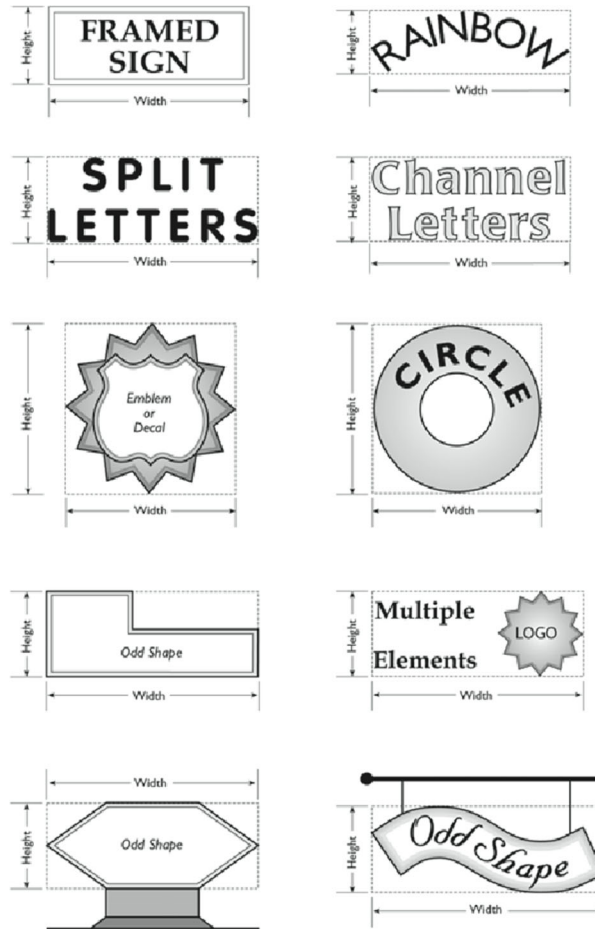 Height
FRAMED
SIGN
Width
Height
RAINBOW
Width
Height
SPLIT
LETTERS
Width
Height
Channel
Letters
Width
Height
Emblem
or
Decal
Width
Height
CIRCLE
Width
Height
Odd Shape
Width
Height
Multiple
Elements
LOGO
Width
Width
Height
Odd Shape
Height
Odd Shape
Width